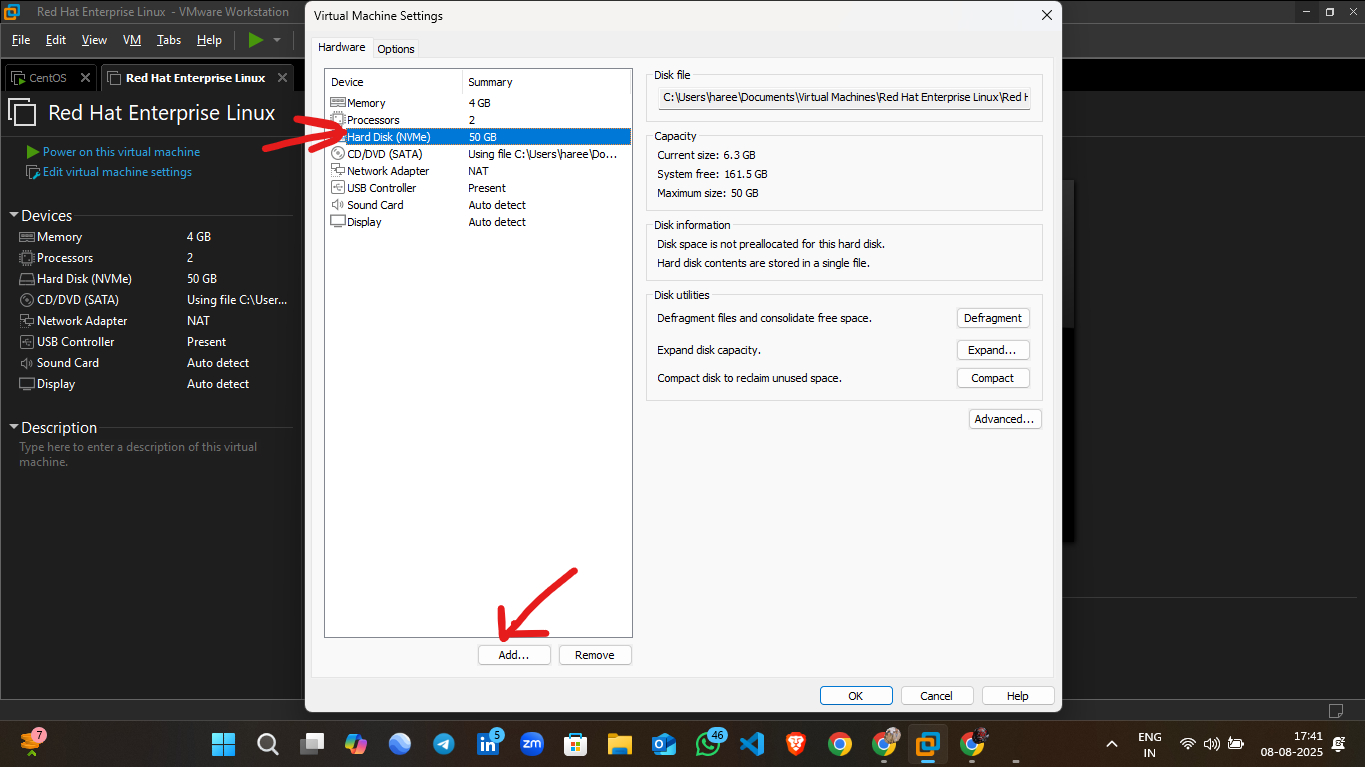 Red Hat Enterprise Linux - VMware Workstation
File Edit View VM Tabs Help
CentOS
Red Hat Enterprise Linux
Red Hat Enterprise Linux
Power on this virtual machine
Edit virtual machine settings
Devices
Memory 4 GB
Processors 2
Hard Disk (NVMe) 50 GB
CD/DVD (SATA) Using file C:\User...
Network Adapter NAT
USB Controller Present
Sound Card Auto detect
Display Auto detect
Description
Type here to enter a description of this virtual
machine.
Virtual Machine Settings
Hardware Options
Device Summary
Memory 4 GB
Processors 2
Hard Disk (NVMe) 50 GB
CD/DVD (SATA) Using file C:\Users\haree\Do...
Network Adapter NAT
USB Controller Present
Sound Card Auto detect
Display Auto detect
Add...
Remove
Disk file
C:\Users\haree\Documents\Virtual Machines\Red Hat Enterprise Linux\Red H
Capacity
Current size: 6.3 GB
System free: 161.5 GB
Maximum size: 50 GB
Disk information
Disk space is not preallocated for this hard disk.
Hard disk contents are stored in a single file.
Disk utilities
Defragment files and consolidate free space. Defragment
Expand disk capacity. Expand...
Compact disk to reclaim unused space. Compact
Advanced...
OK Cancel Help
7
5
zm
46
ENG
IN
17:41
08-08-2025